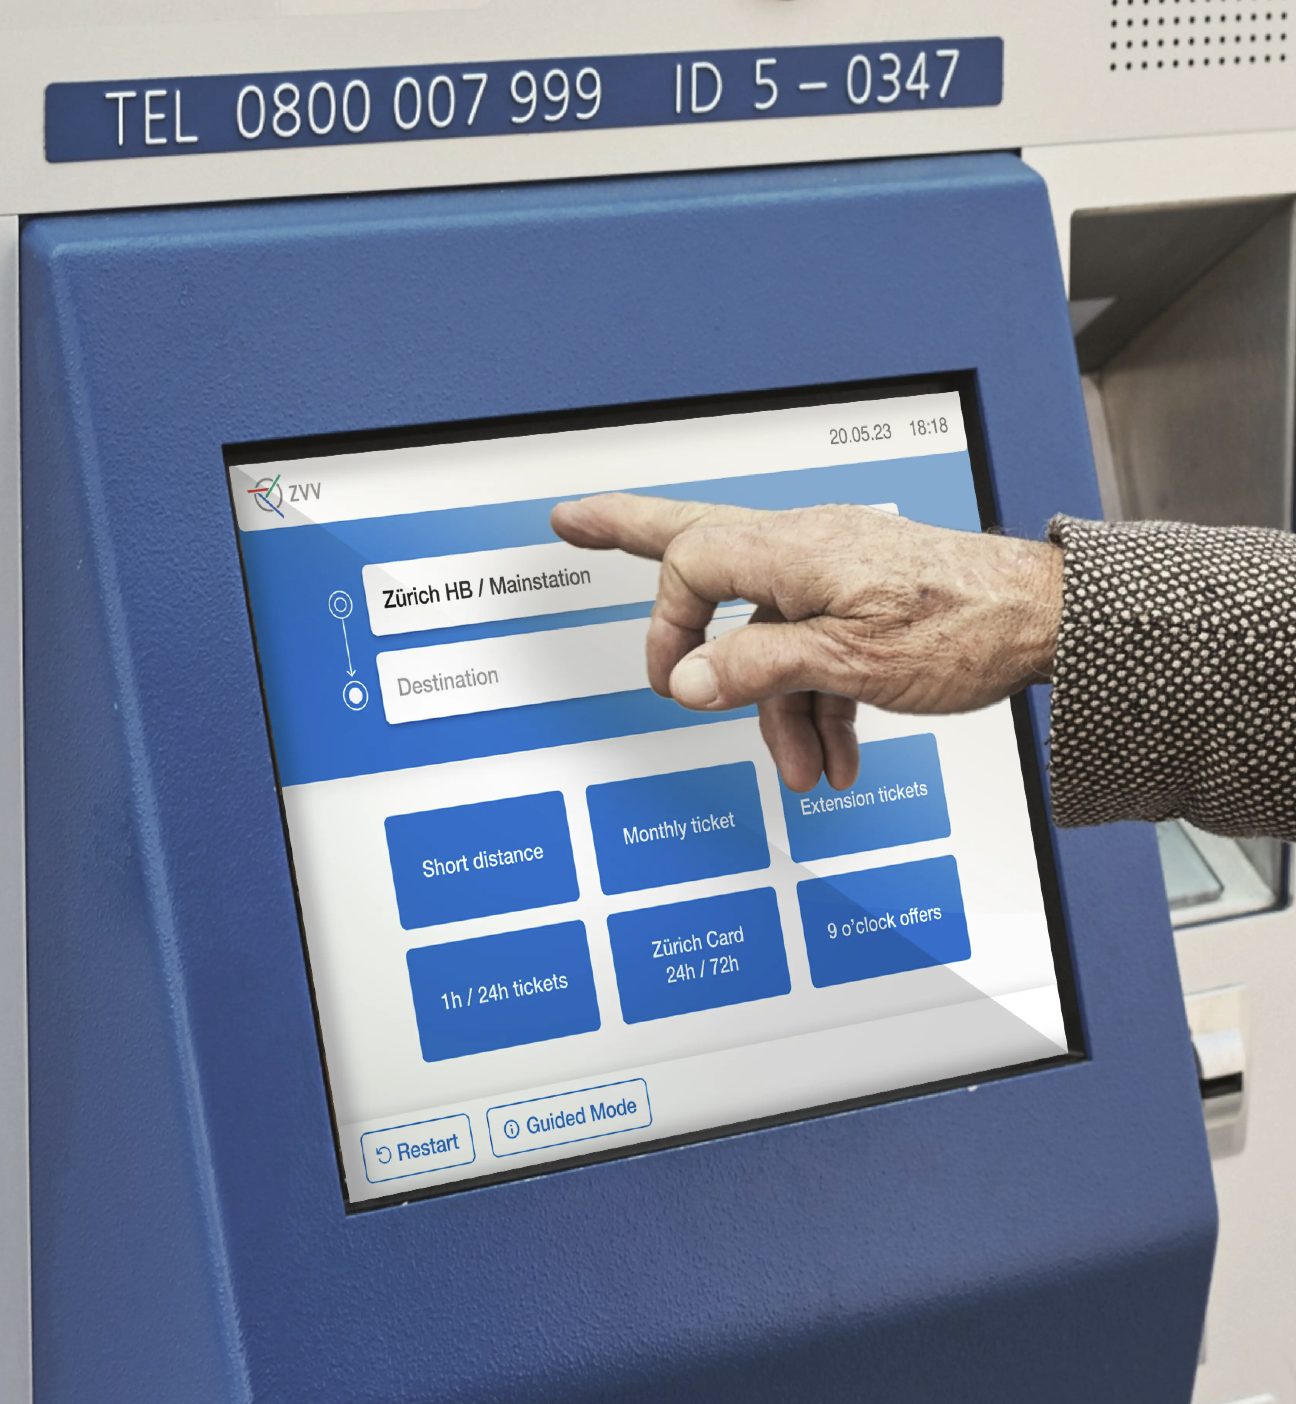 TEL 0800 007 999 ID 5 – 0347
ZVV 20.05.23 18:18
Zürich HB / Mainstation
Destination
Short distance
Monthly ticket
Extension tickets
1h / 24h tickets
Zürich Card
24h / 72h
9 o'clock offers
Restart
Guided Mode